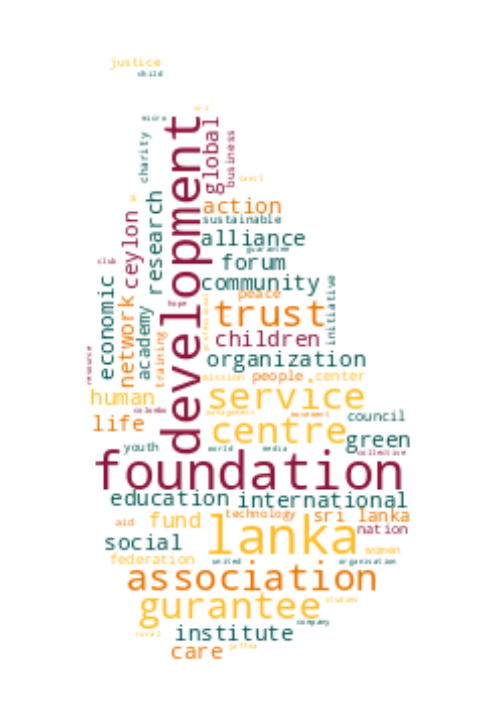 justice
child
micro
sri
development
global
business
charity
tamil
research
action
sustainable
ceylon
alliance
guarantee
forum
club
community
economic
peace
hope
initiative
professional
trust
network
academy
training
children
organization
resource
mission
people
center
human
service
colombo
management
movement
council
life
centre
green
youth
world
media
collective
foundation
education
international
aid
fund
technology
sri lanka
lanka
nation
social
women
federation
united
organisation
association
gurantee
studies
company
rural
institute
care
jaffna